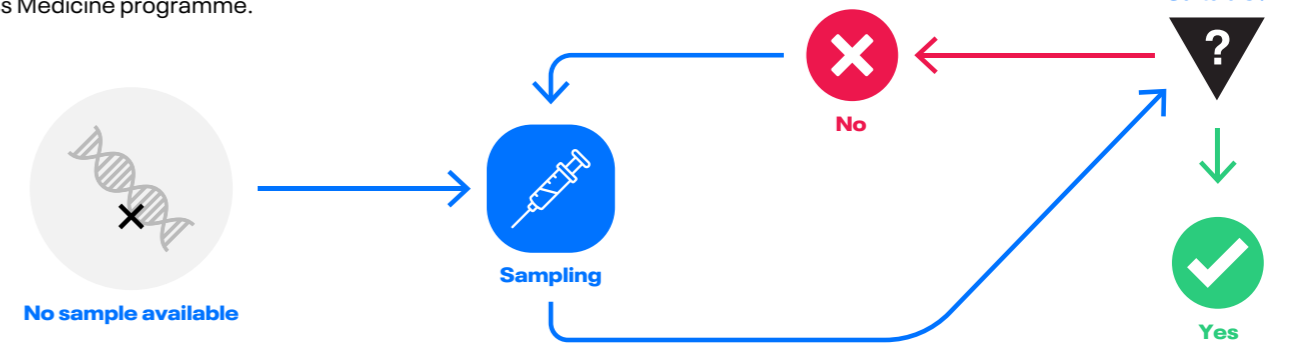 Medicine programme.
?
No
Sampling
No sample available
Yes